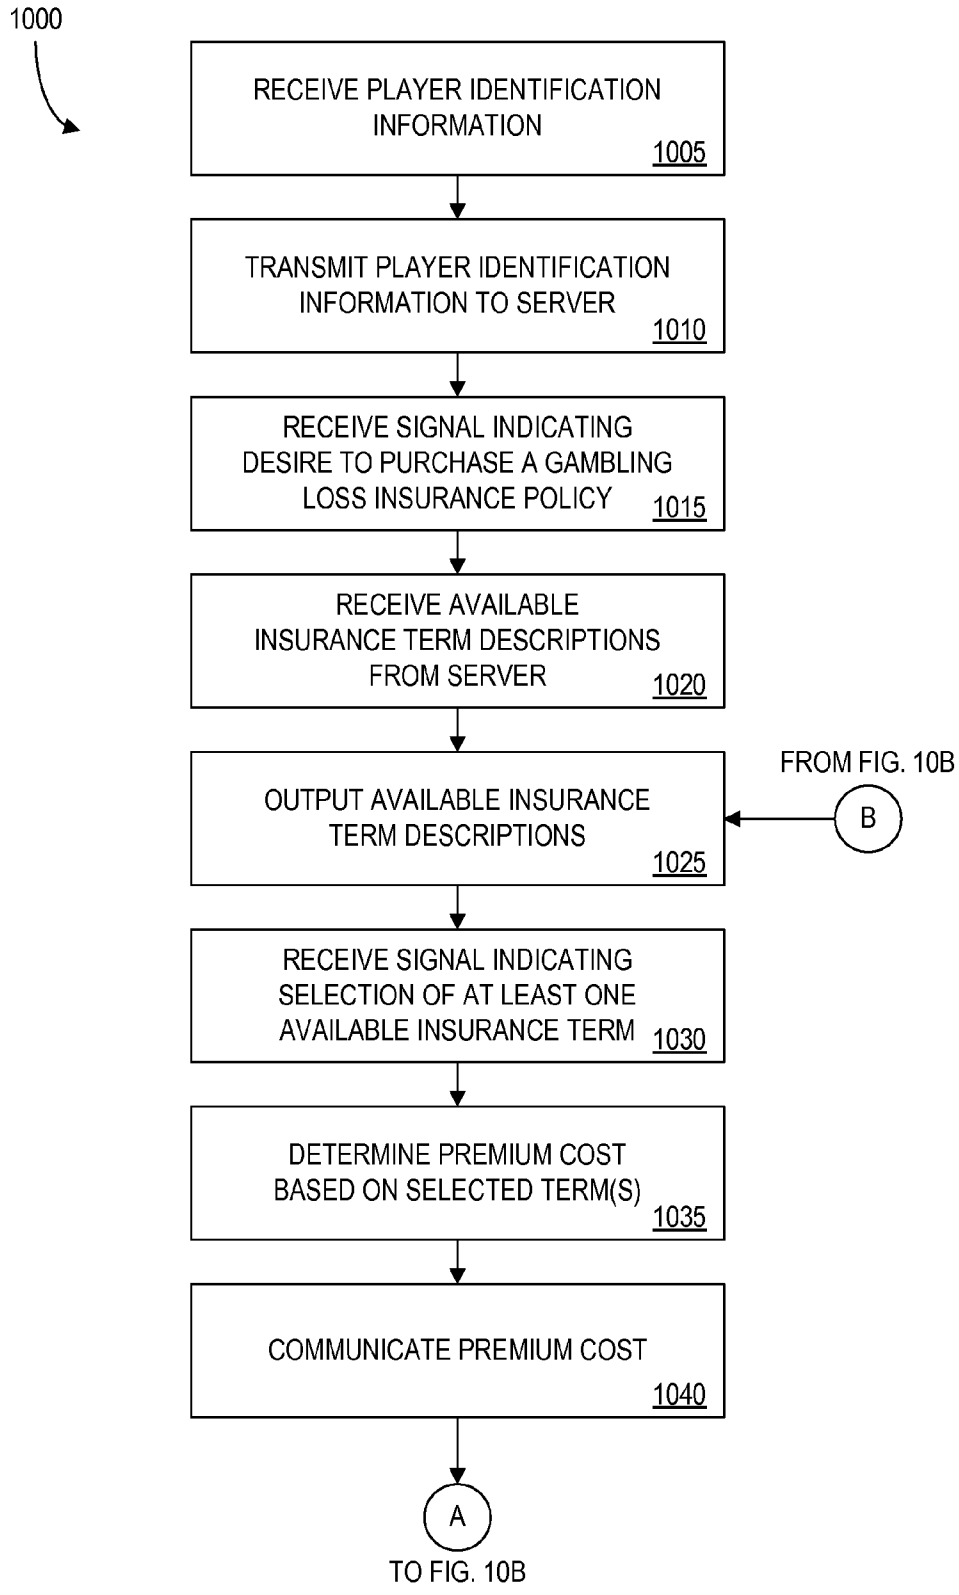 1000
RECEIVE PLAYER IDENTIFICATION
INFORMATION
1005
TRANSMIT PLAYER IDENTIFICATION
INFORMATION TO SERVER
1010
RECEIVE SIGNAL INDICATING
DESIRE TO PURCHASE A GAMBLING
LOSS INSURANCE POLICY
1015
RECEIVE AVAILABLE
INSURANCE TERM DESCRIPTIONS
FROM SERVER
1020
FROM FIG. 10B
B
OUTPUT AVAILABLE INSURANCE
TERM DESCRIPTIONS
1025
RECEIVE SIGNAL INDICATING
SELECTION OF AT LEAST ONE
AVAILABLE INSURANCE TERM
1030
DETERMINE PREMIUM COST
BASED ON SELECTED TERM(S)
1035
COMMUNICATE PREMIUM COST
1040
A
TO FIG. 10B